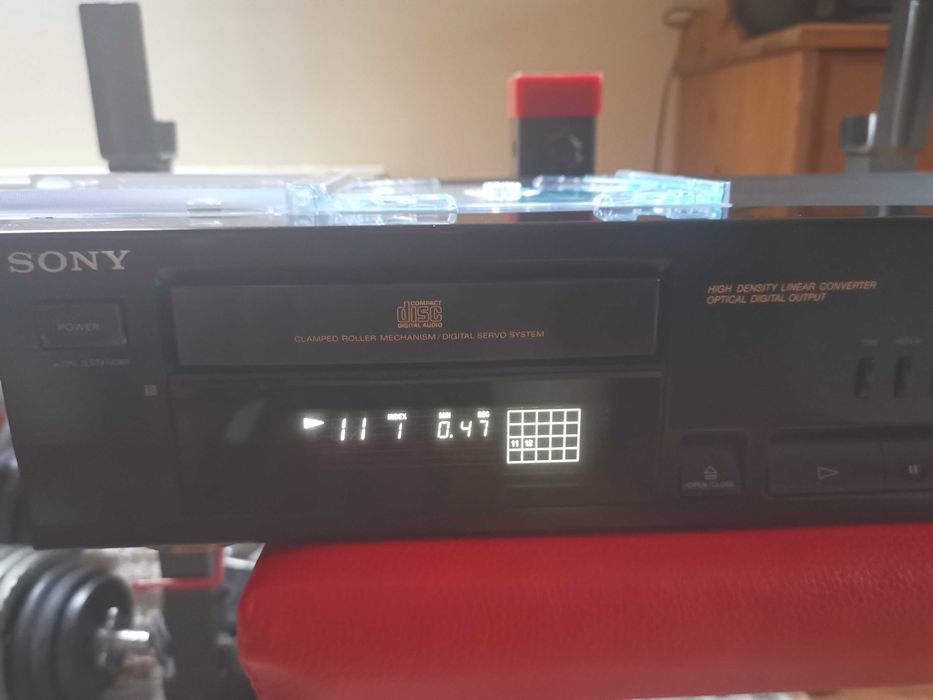 SONY
POWER
COMPACT
disc
DIGITAL AUDIO
CLAMPED ROLLER MECHANISM/DIGITAL SERVO SYSTEM
HIGH DENSITY LINEAR CONVERTER
OPTICAL DIGITAL OUTPUT
TIME
INDEX MIN SEC
11 1 0.47
11 12
OPEN/CLOSE